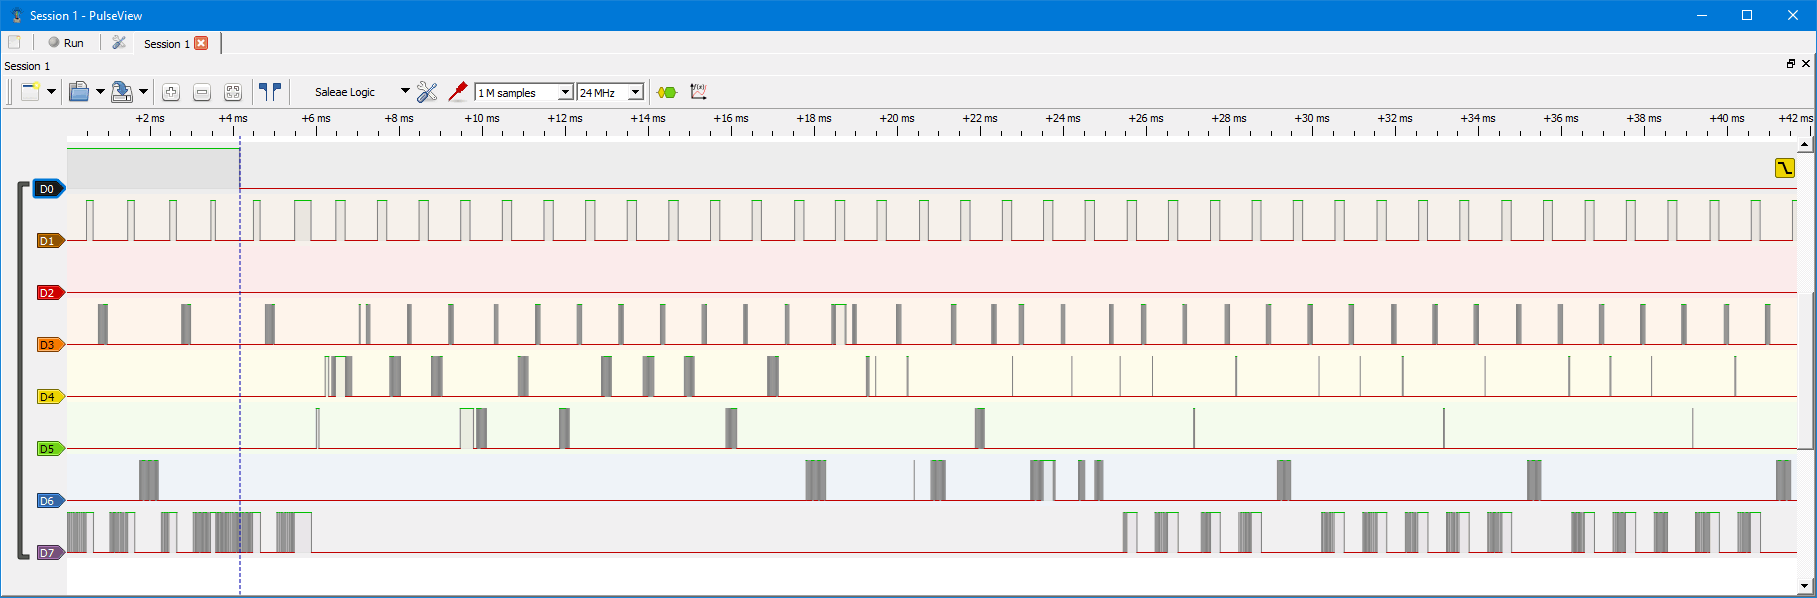 Session 1 - PulseView
Run
Session 1
Session 1
Saleae Logic
1 M samples
24 MHz
f(x)
+2 ms +4 ms +6 ms +8 ms +10 ms +12 ms +14 ms +16 ms +18 ms +20 ms +22 ms +24 ms +26 ms +28 ms +30 ms +32 ms +34 ms +36 ms +38 ms +40 ms +42 ms
D0
D1
D2
D3
D4
D5
D6
D7